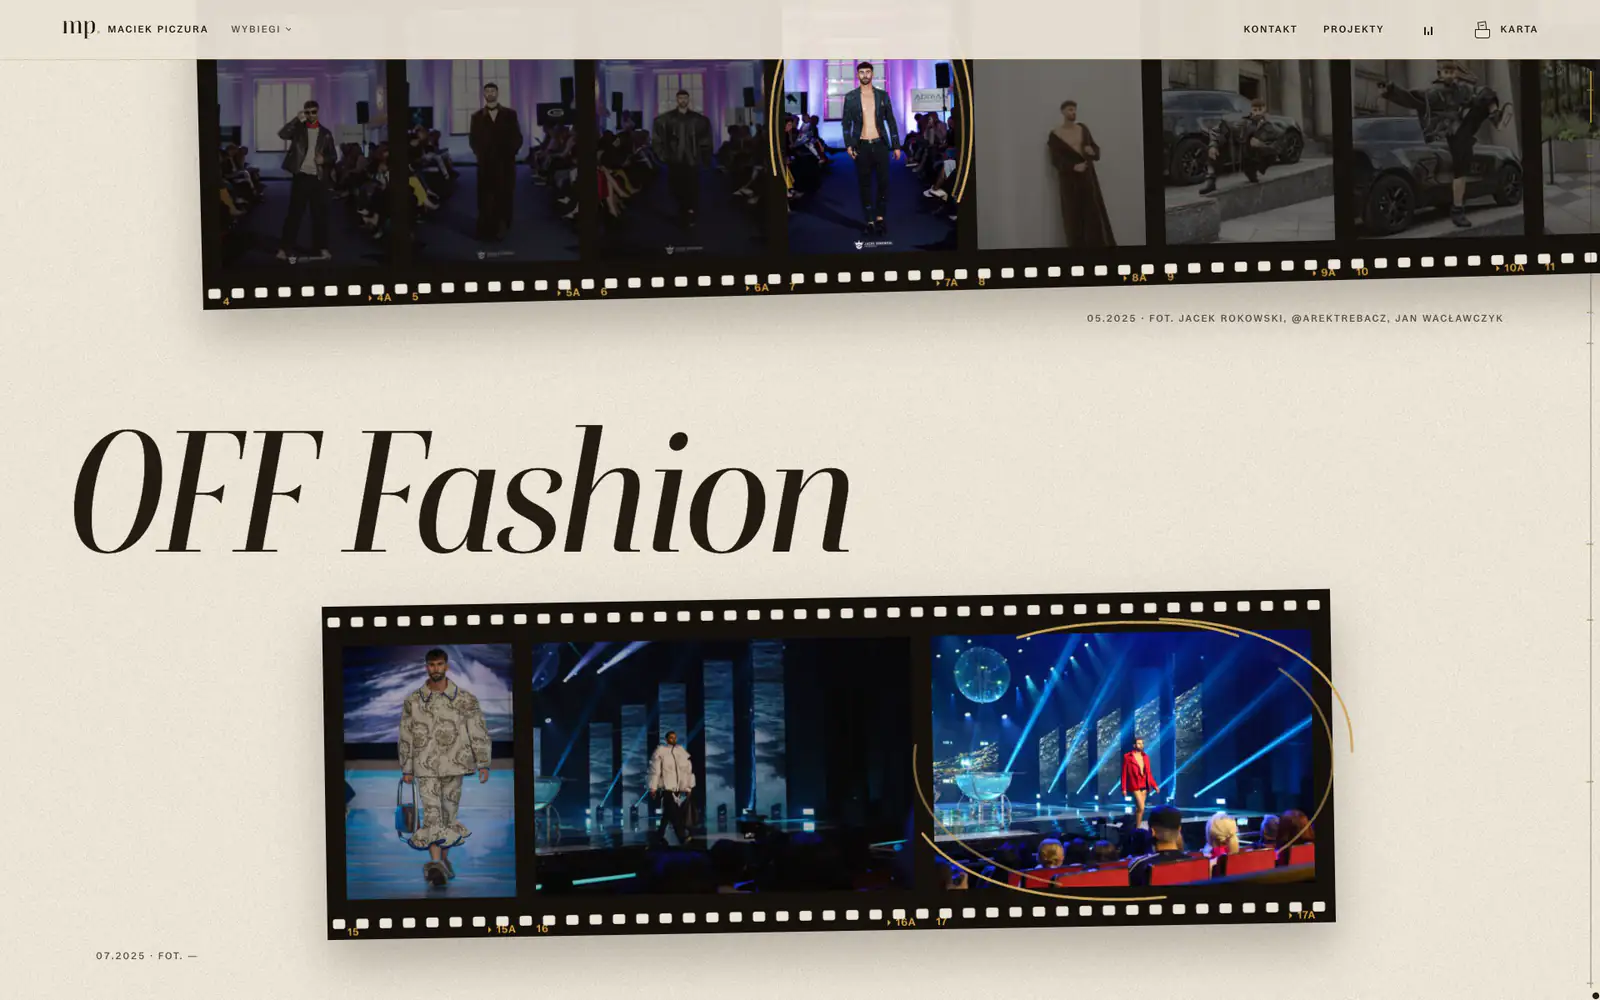 mp. MACIEK PICZURA WYBIEGI KONTAKT PROJEKTY KARTA
4 4A 5 5A 6 6A 7 7A 8 8A 9 9A 10 10A 11
05.2025 · FOT. JACEK ROKOWSKI, @AREKTREBACZ, JAN WACŁAWCZYK
OFF Fashion
15 15A 16 16A 17 17A
07.2025 · FOT. —